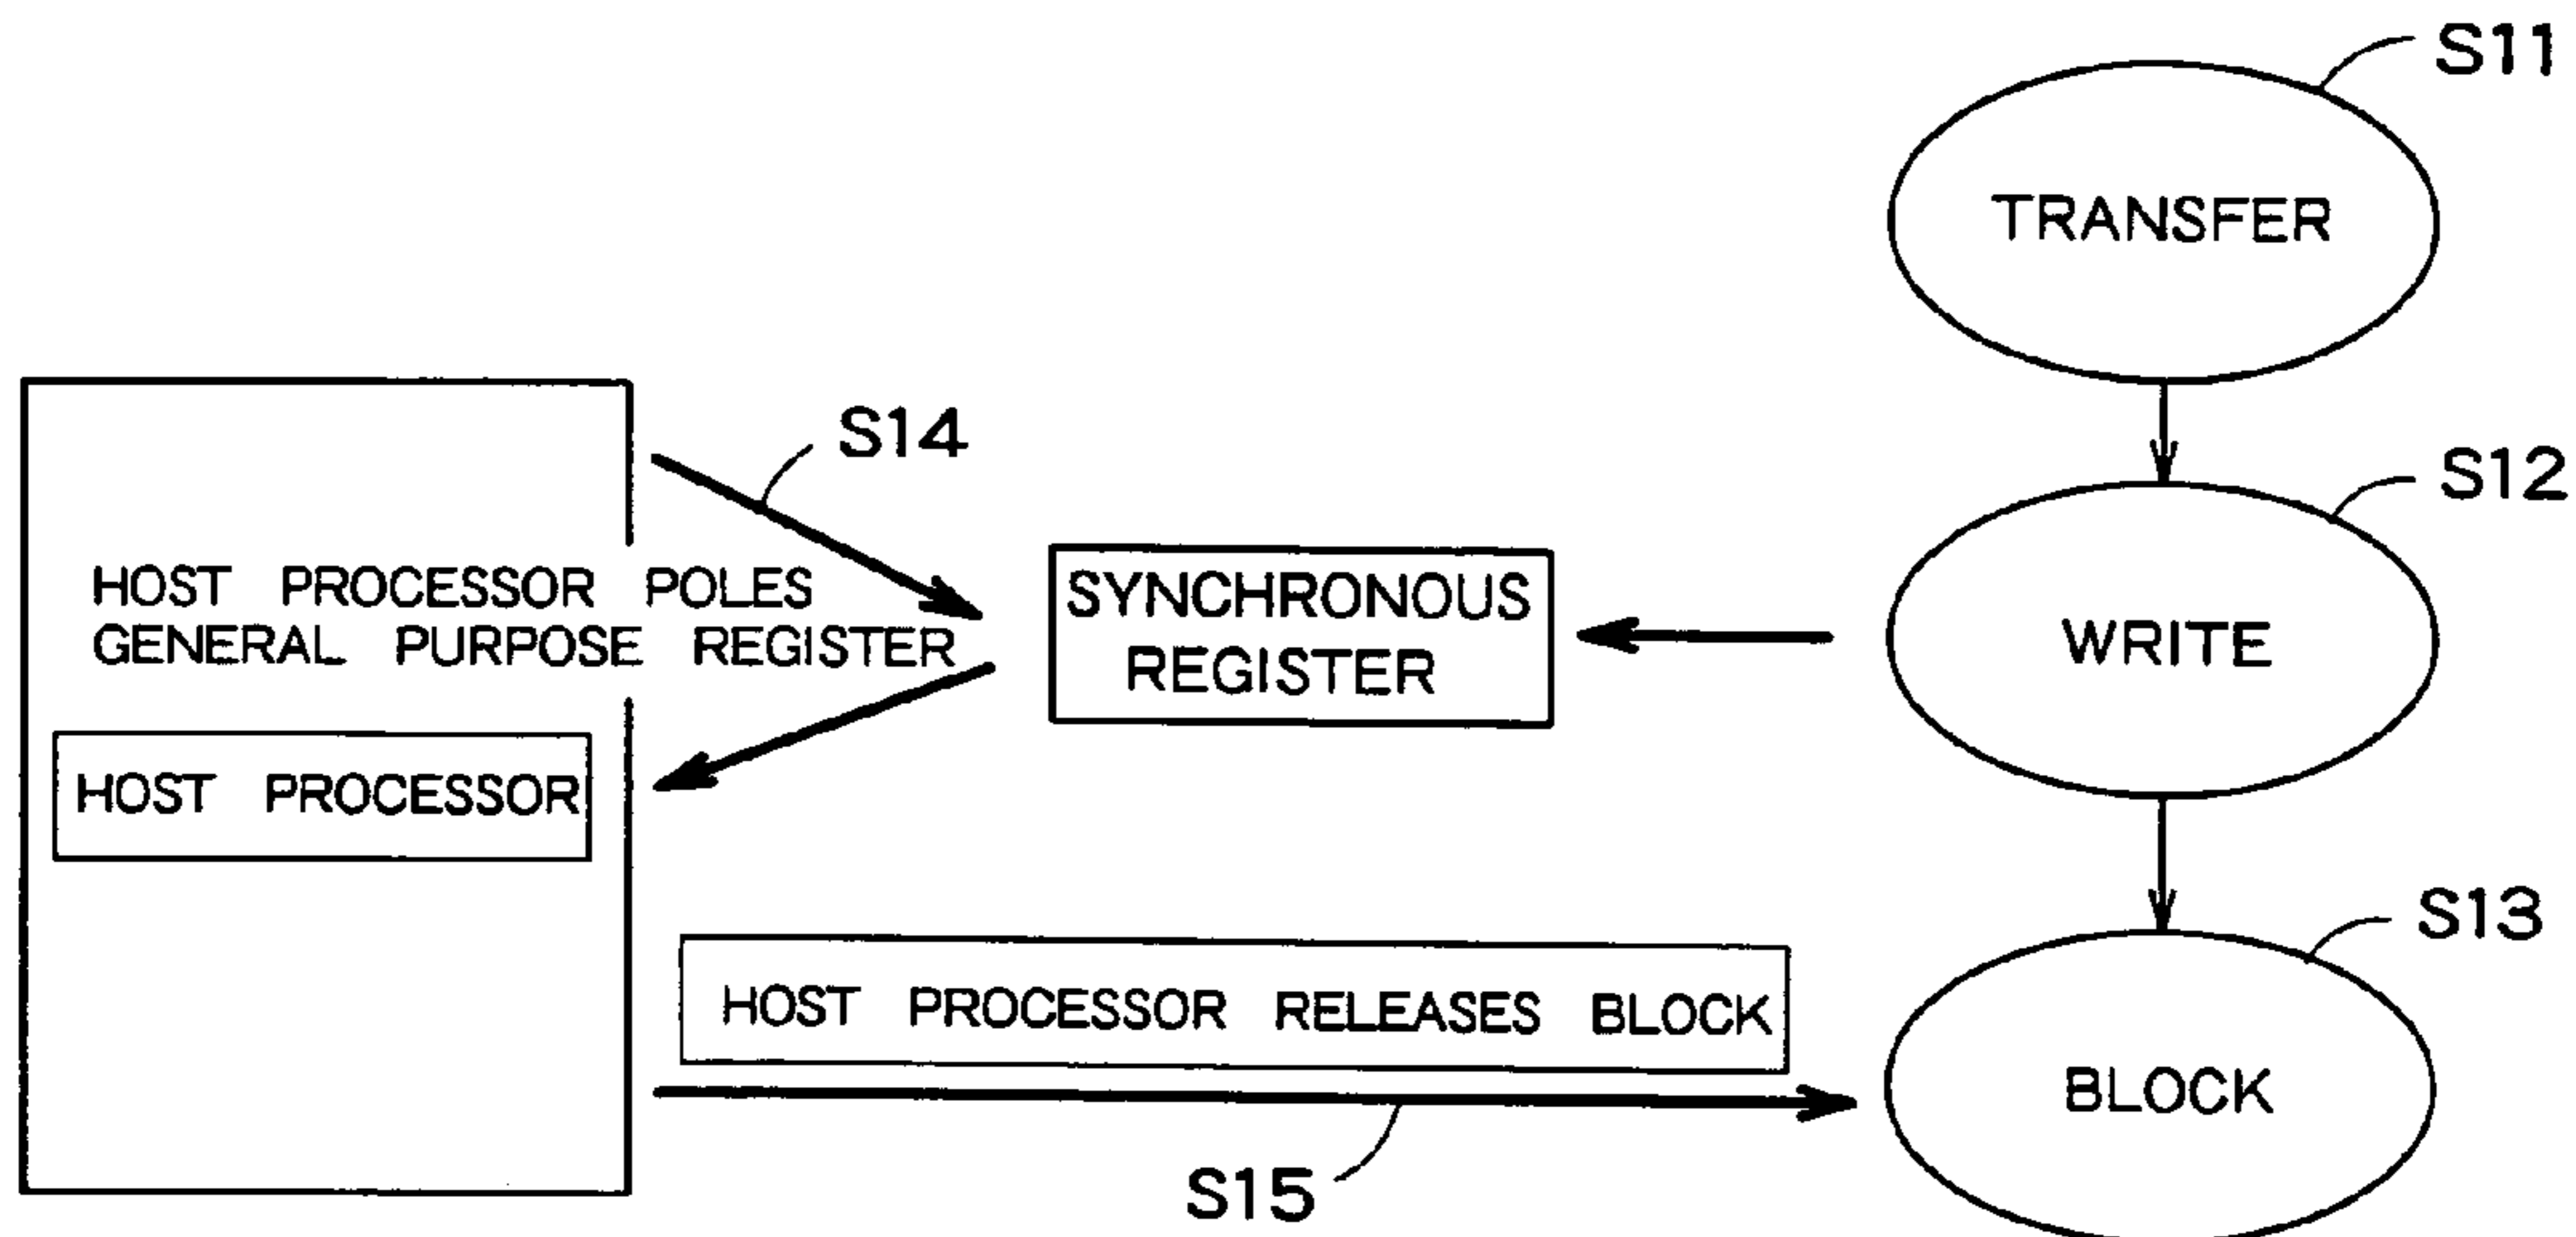 S11
TRANSFER
S14
S12
HOST PROCESSOR POLES
GENERAL PURPOSE REGISTER
SYNCHRONOUS
REGISTER
WRITE
HOST PROCESSOR
S13
HOST PROCESSOR RELEASES BLOCK
BLOCK
S15